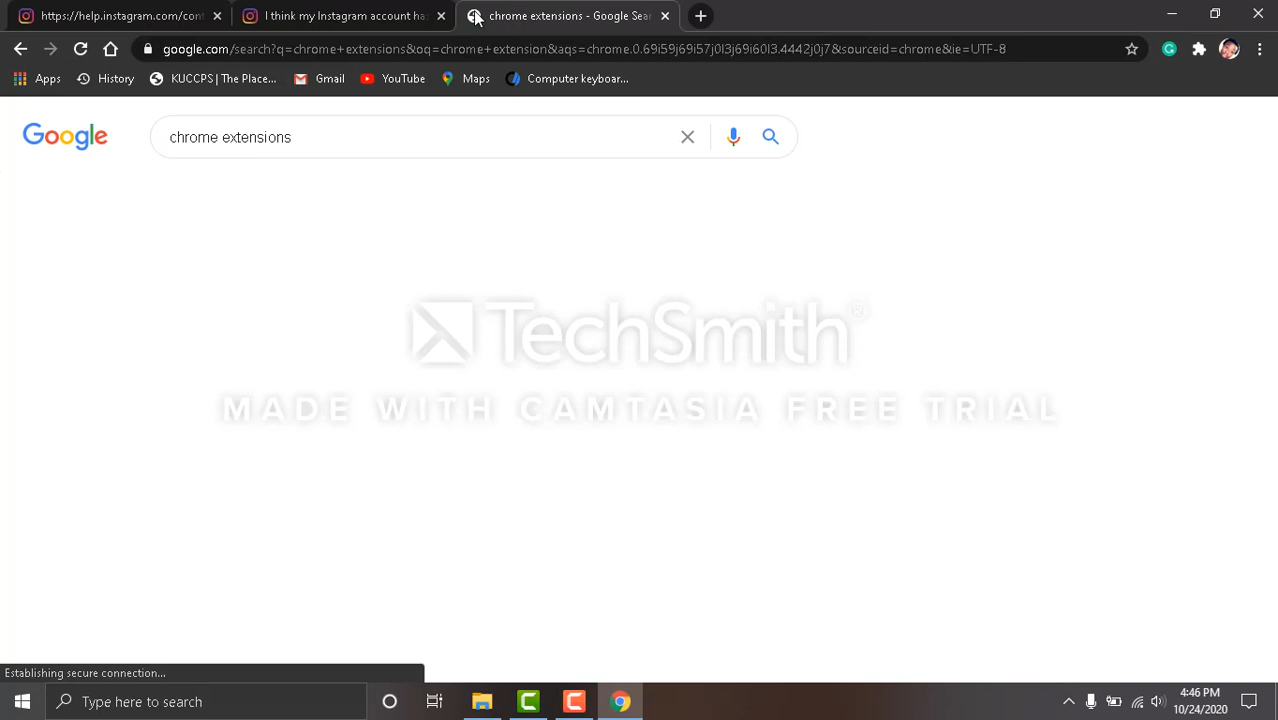 https://help.instagram.com/cont
I think my Instagram account ha
chrome extensions - Google Sea
google.com/search?q=chrome+extensions&oq=chrome+extension&aqs=chrome.0.69i59j69i57j0l3j69i60l3.4442j0j7&sourceid=chrome&ie=UTF-8
Apps
History
KUCCPS | The Place...
Gmail
YouTube
Maps
Computer keyboar...
Google
chrome extensions
TechSmith®
MADE WITH CAMTASIA FREE TRIAL
Establishing secure connection...
Type here to search
4:46 PM
10/24/2020